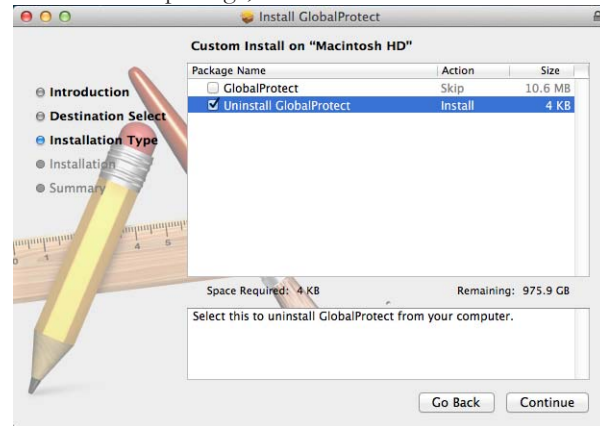 Install GlobalProtect
Custom Install on "Macintosh HD"
Package Name Action Size
GlobalProtect Skip 10.6 MB
Uninstall GlobalProtect Install 4 KB
Introduction
Destination Select
Installation Type
Installation
Summary
Space Required: 4 KB Remaining: 975.9 GB
Select this to uninstall GlobalProtect from your computer.
Go Back Continue